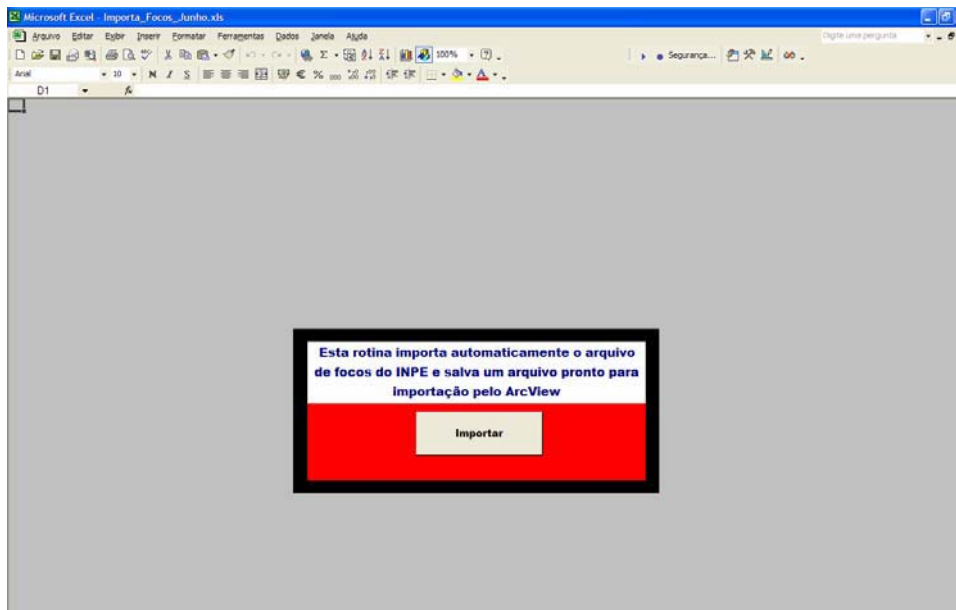 Microsoft Excel - Importa_Focos_Junho.xls
Arquivo Editar Exibir Inserir Formatar Ferramentas Dados Janela Ajuda
Digite uma pergunta
100%
Segurança...
Arial 10 N I S € % 000
D1 fx
Esta rotina importa automaticamente o arquivo
de focos do INPE e salva um arquivo pronto para
importação pelo ArcView
Importar